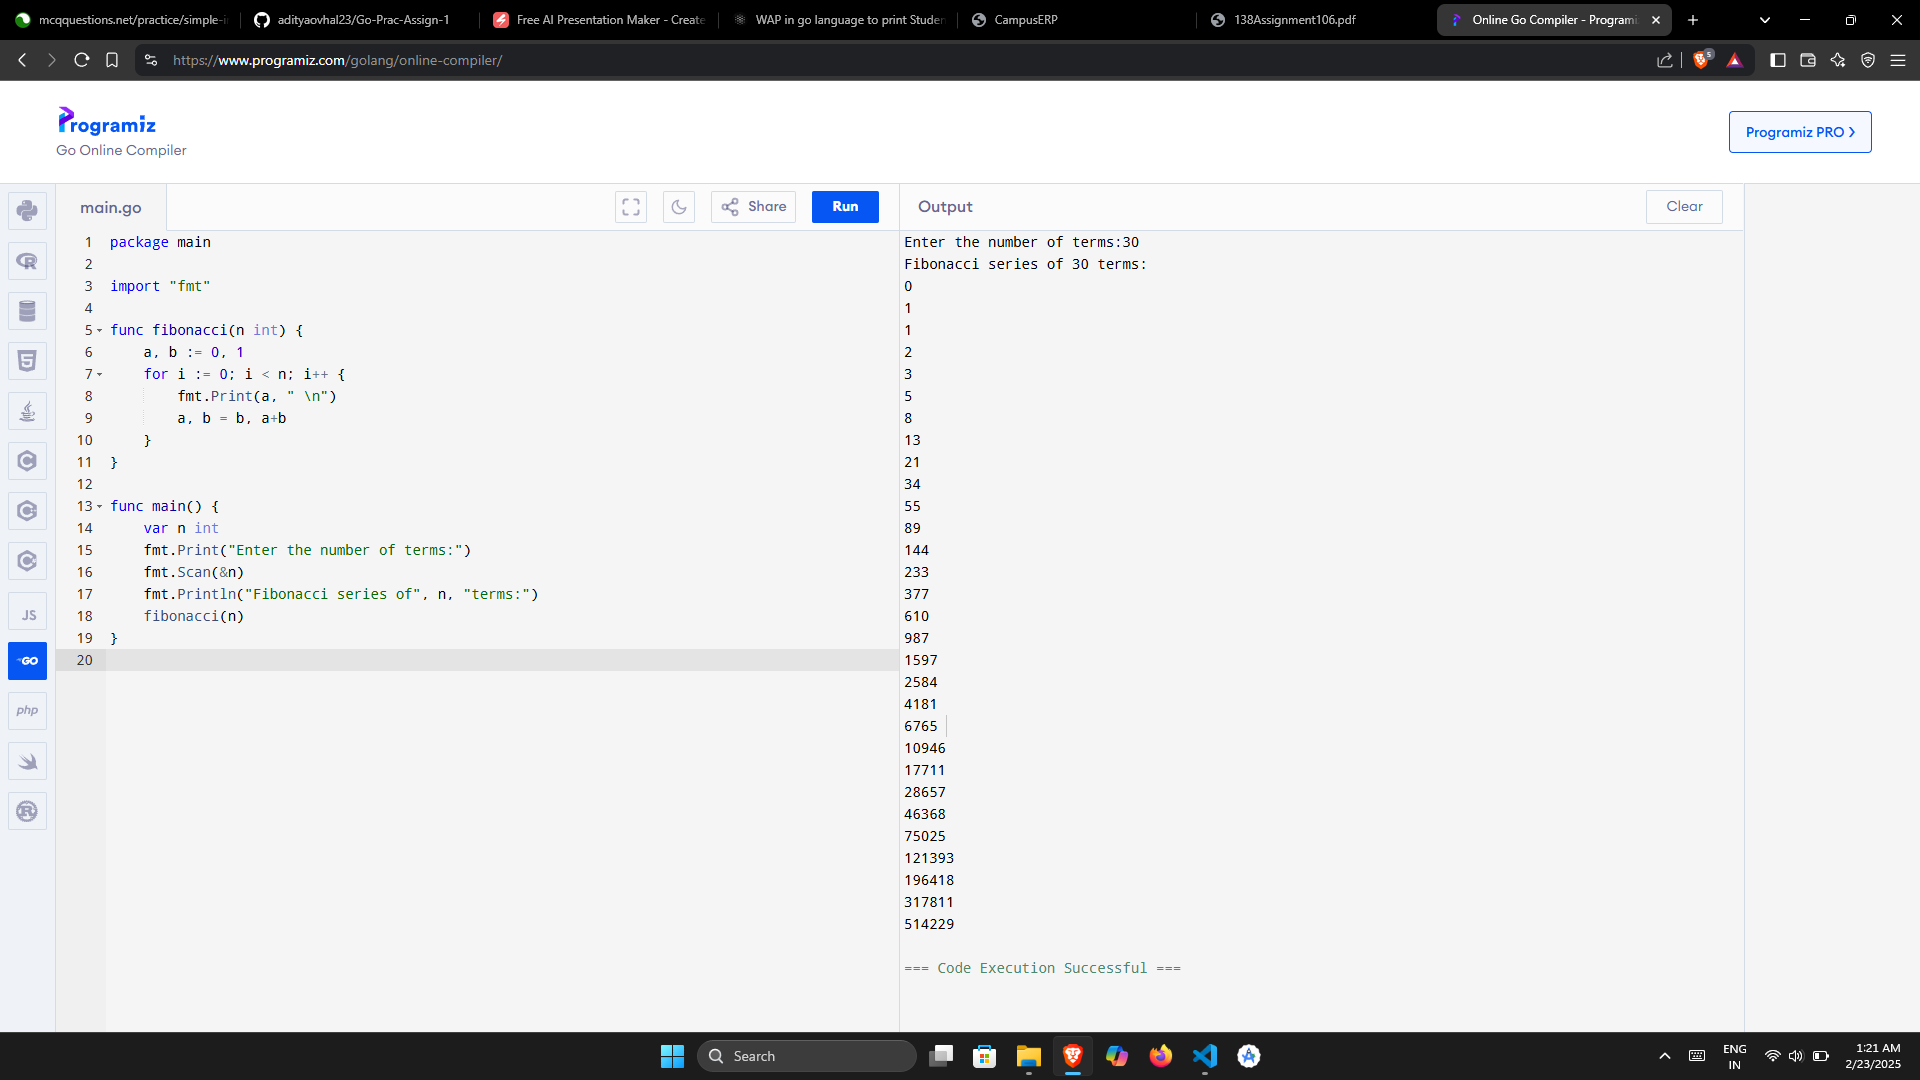 mcqquestions.net/practice/simple-i
adityaovhal23/Go-Prac-Assign-1
Free AI Presentation Maker - Create
WAP in go language to print Studen
CampusERP
138Assignment106.pdf
Online Go Compiler - Programi
https://www.programiz.com/golang/online-compiler/
5
Programiz
Go Online Compiler
Programiz PRO
main.go
Share
Run
Output
Clear
1 package main
2
3 import "fmt"
4
5 func fibonacci(n int) {
6 a, b := 0, 1
7 for i := 0; i < n; i++ {
8 fmt.Print(a, " \n")
9 a, b = b, a+b
10 }
11 }
12
13 func main() {
14 var n int
15 fmt.Print("Enter the number of terms:")
16 fmt.Scan(&n)
17 fmt.Println("Fibonacci series of", n, "terms:")
18 fibonacci(n)
19 }
20
Enter the number of terms:30
Fibonacci series of 30 terms:
0
1
1
2
3
5
8
13
21
34
55
89
144
233
377
610
987
1597
2584
4181
6765
10946
17711
28657
46368
75025
121393
196418
317811
514229
=== Code Execution Successful ===
JS
GO
php
Search
ENG
IN
1:21 AM
2/23/2025